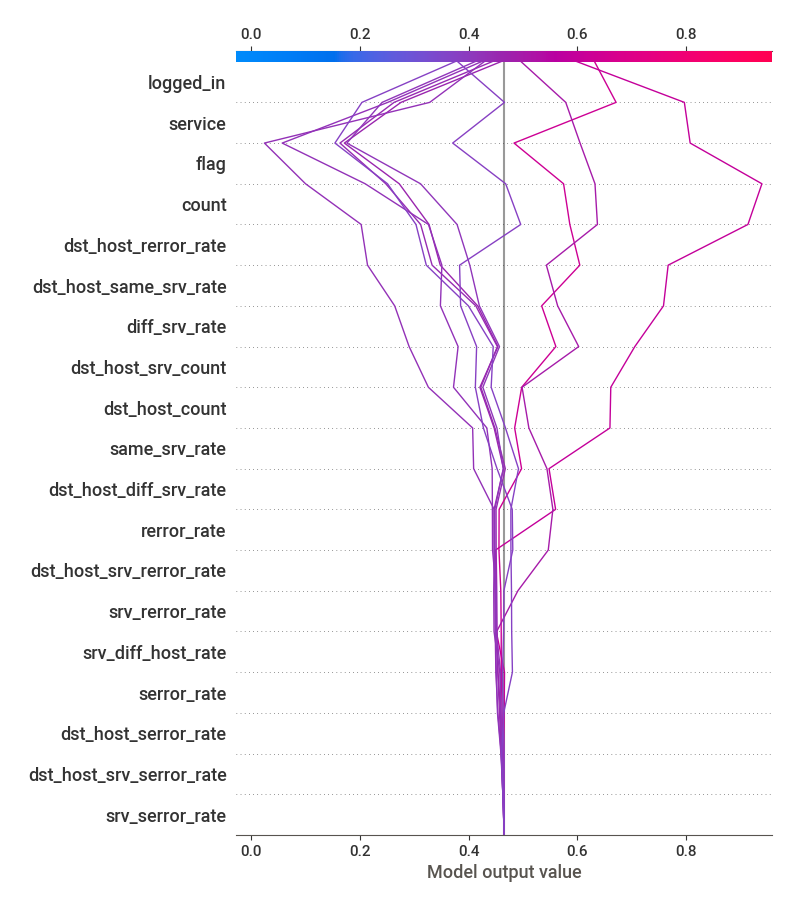 0.0 0.2 0.4 0.6 0.8
logged_in
service
flag
count
dst_host_rerror_rate
dst_host_same_srv_rate
diff_srv_rate
dst_host_srv_count
dst_host_count
same_srv_rate
dst_host_diff_srv_rate
rerror_rate
dst_host_srv_rerror_rate
srv_rerror_rate
srv_diff_host_rate
serror_rate
dst_host_serror_rate
dst_host_srv_serror_rate
srv_serror_rate
0.0 0.2 0.4 0.6 0.8
Model output value